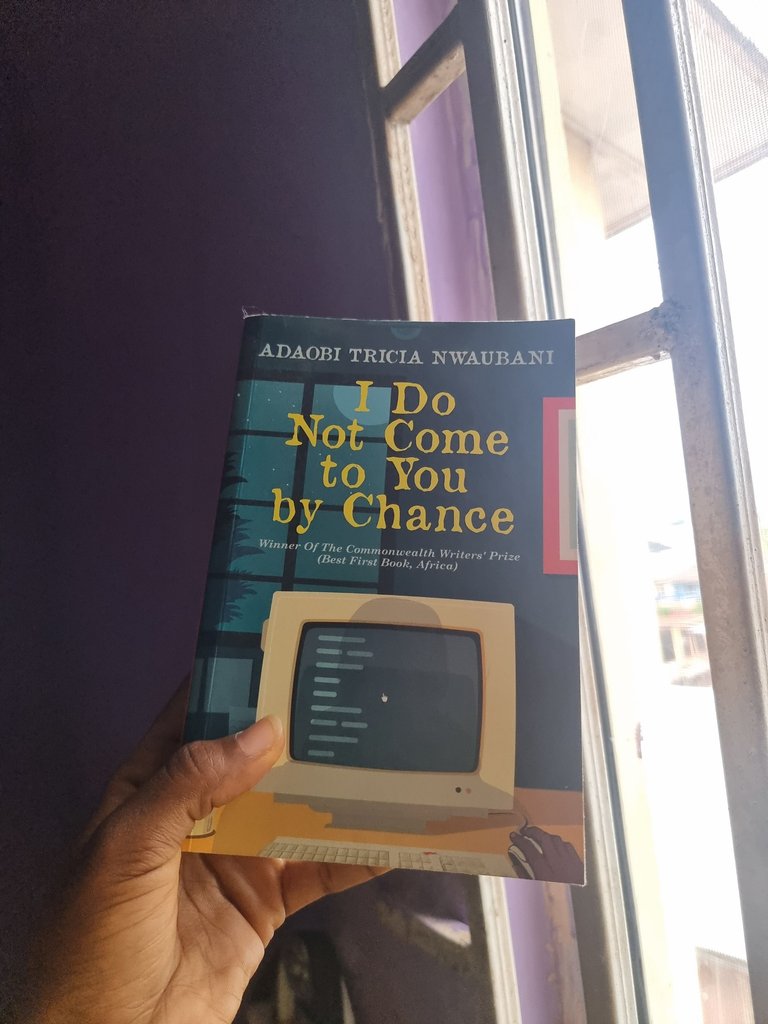 ADAOBI TRICIA NWAUBANI
I Do
Not Come
to You
by Chance
Winner Of The Commonwealth Writers' Prize
(Best First Book, Africa)